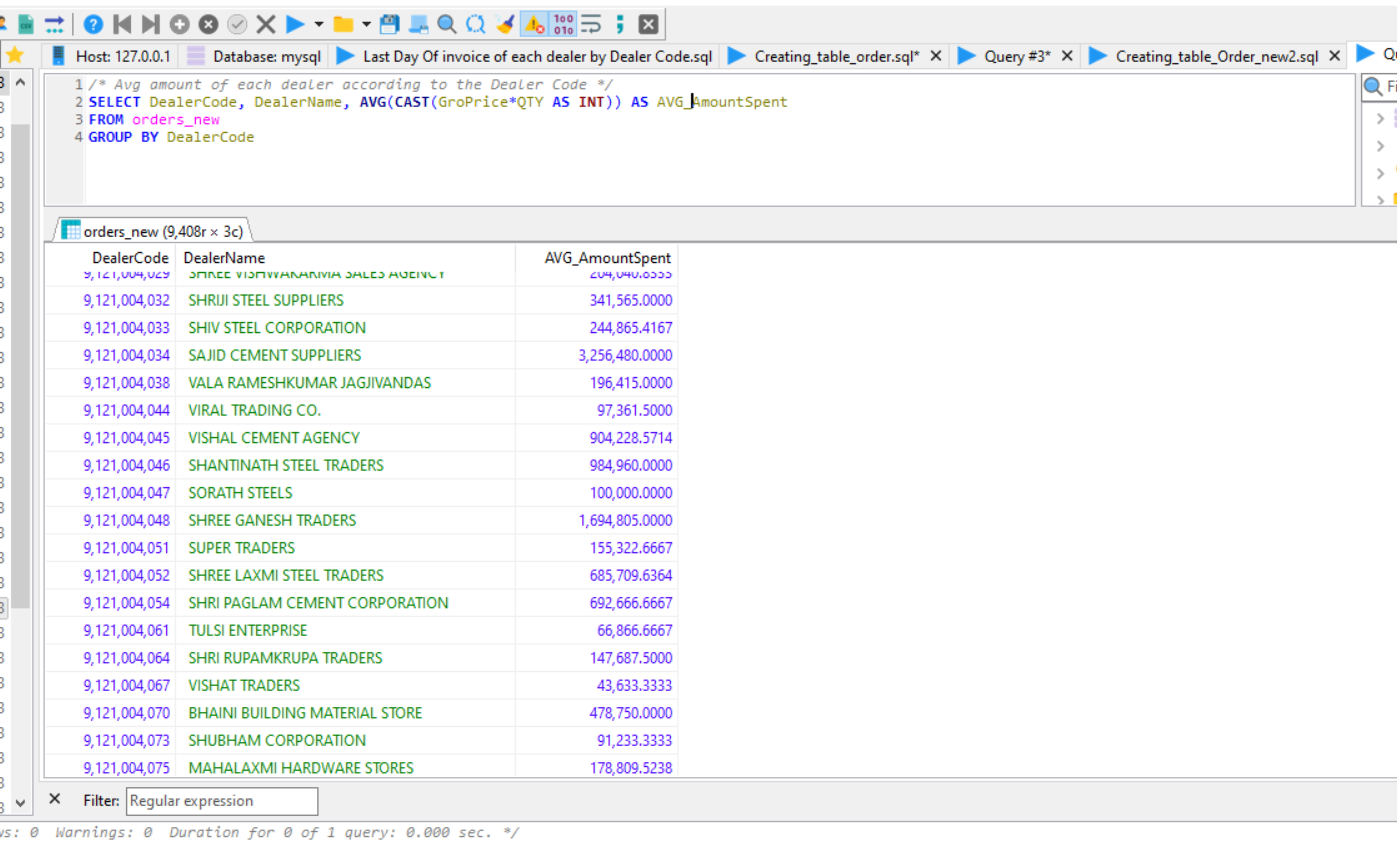 Host: 127.0.0.1 Database: mysql Last Day Of invoice of each dealer by Dealer Code.sql Creating_table_order.sql* Query #3* Creating_table_Order_new2.sql
1 /* Avg amount of each dealer according to the Dealer Code */
2 SELECT DealerCode, DealerName, AVG(CAST(GroPrice*QTY AS INT)) AS AVG_AmountSpent
3 FROM orders_new
4 GROUP BY DealerCode
orders_new (9,408r × 3c)
DealerCode DealerName AVG_AmountSpent
9,121,004,029 SHREE VISHWAKARMA SALES AGENCY 204,040.8333
9,121,004,032 SHRIJI STEEL SUPPLIERS 341,565.0000
9,121,004,033 SHIV STEEL CORPORATION 244,865.4167
9,121,004,034 SAJID CEMENT SUPPLIERS 3,256,480.0000
9,121,004,038 VALA RAMESHKUMAR JAGJIVANDAS 196,415.0000
9,121,004,044 VIRAL TRADING CO. 97,361.5000
9,121,004,045 VISHAL CEMENT AGENCY 904,228.5714
9,121,004,046 SHANTINATH STEEL TRADERS 984,960.0000
9,121,004,047 SORATH STEELS 100,000.0000
9,121,004,048 SHREE GANESH TRADERS 1,694,805.0000
9,121,004,051 SUPER TRADERS 155,322.6667
9,121,004,052 SHREE LAXMI STEEL TRADERS 685,709.6364
9,121,004,054 SHRI PAGLAM CEMENT CORPORATION 692,666.6667
9,121,004,061 TULSI ENTERPRISE 66,866.6667
9,121,004,064 SHRI RUPAMKRUPA TRADERS 147,687.5000
9,121,004,067 VISHAT TRADERS 43,633.3333
9,121,004,070 BHAINI BUILDING MATERIAL STORE 478,750.0000
9,121,004,073 SHUBHAM CORPORATION 91,233.3333
9,121,004,075 MAHALAXMI HARDWARE STORES 178,809.5238
Filter: Regular expression
0 Warnings: 0 Duration for 0 of 1 query: 0.000 sec. */